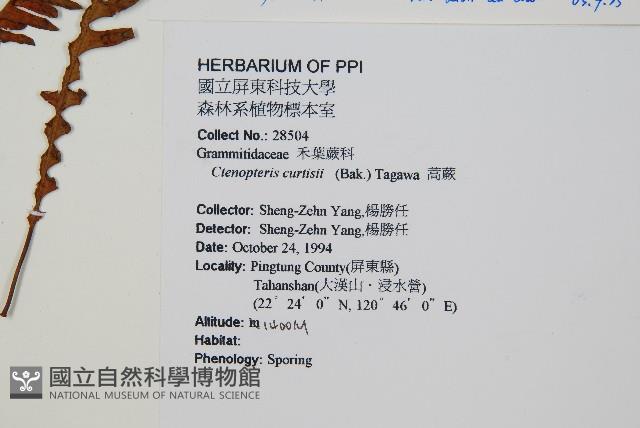 HERBARIUM OF PPI
國立屏東科技大學
森林系植物標本室
Collect No.: 28504
Grammitidaceae 禾葉蕨科
Ctenopteris curtisii (Bak.) Tagawa 蒿蕨
Collector: Sheng-Zehn Yang,楊勝任
Detector: Sheng-Zehn Yang,楊勝任
Date: October 24, 1994
Locality: Pingtung County(屏東縣)
Tahanshan(大漢山·浸水營)
(22° 24′ 0″ N, 120° 46′ 0″ E)
Altitude: m 1400M
Habitat:
Phenology: Sporing
國立自然科學博物館
NATIONAL MUSEUM OF NATURAL SCIENCE